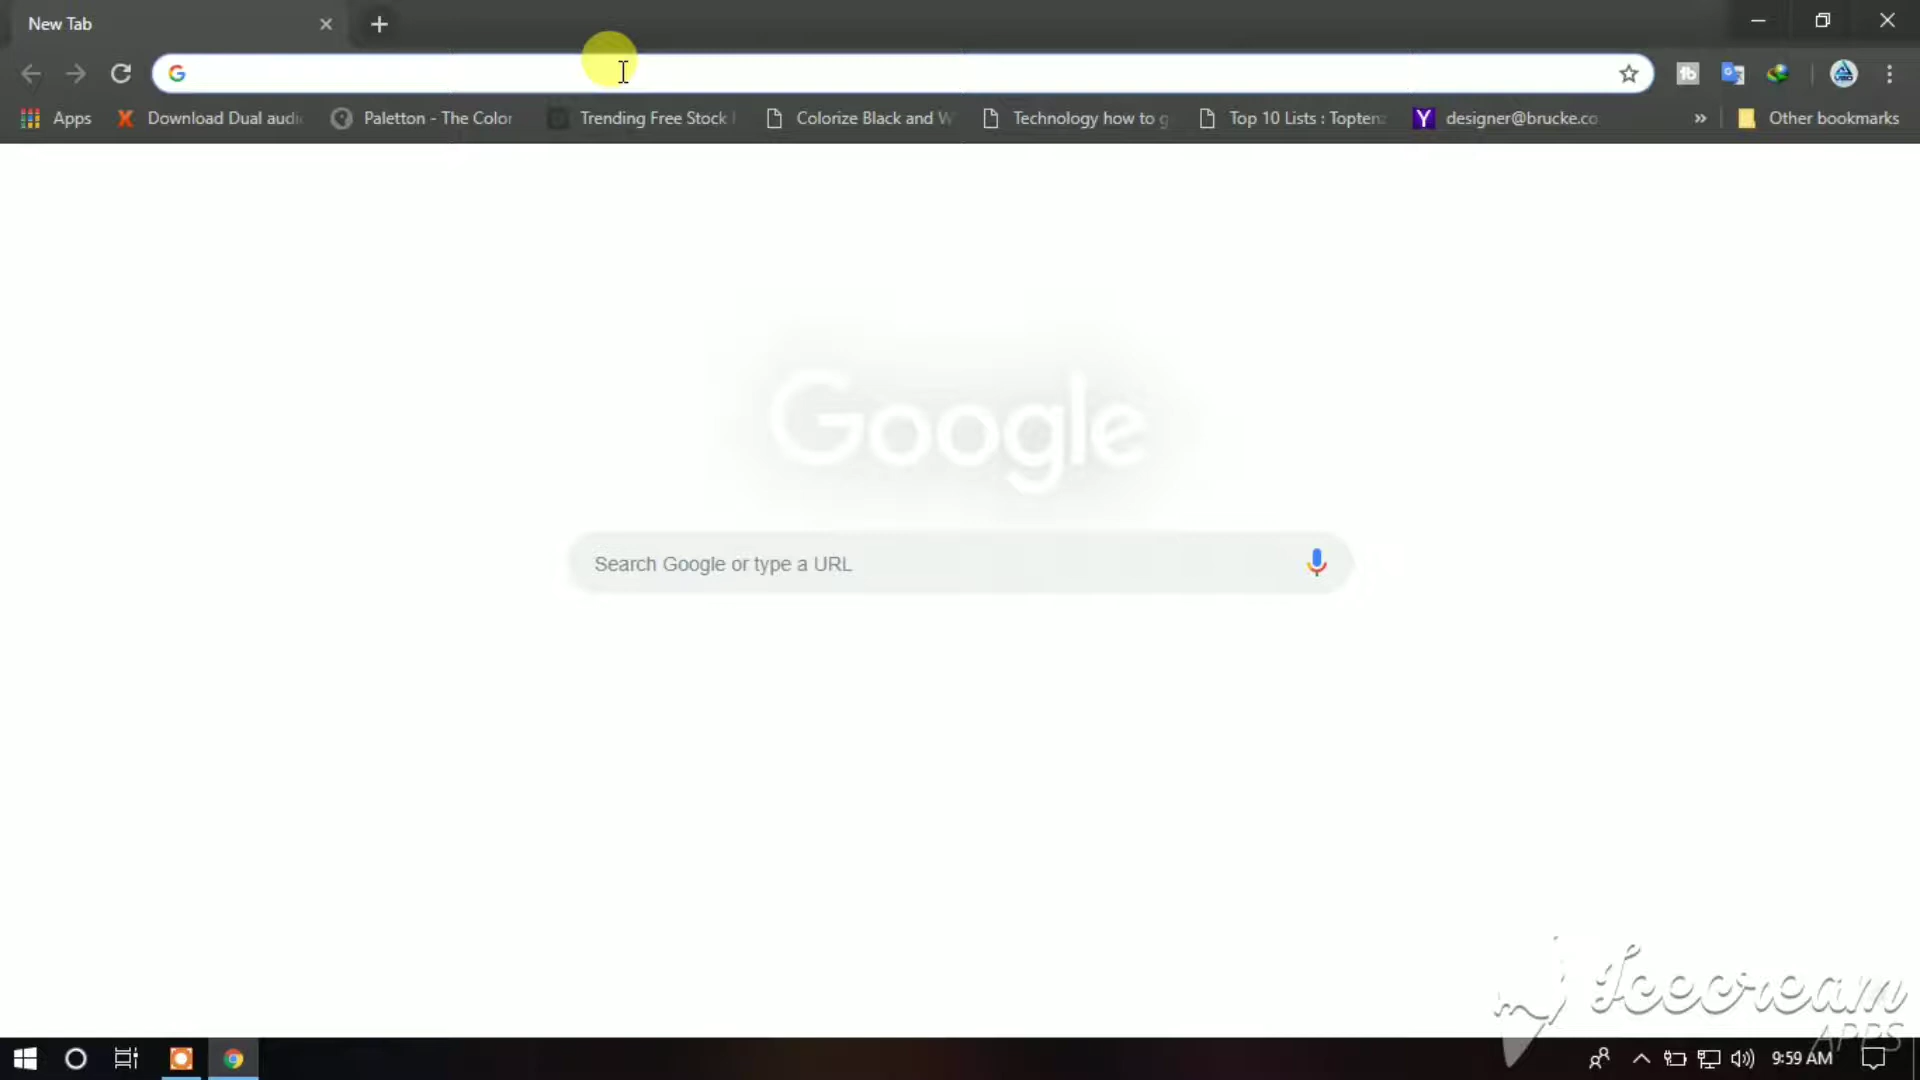 New Tab
Apps
Download Dual audi
Paletton - The Color
Trending Free Stock
Colorize Black and W
Technology how to g
Top 10 Lists : Topten
designer@brucke.co
Other bookmarks
Google
Search Google or type a URL
Icecream
APPS
9:59 AM